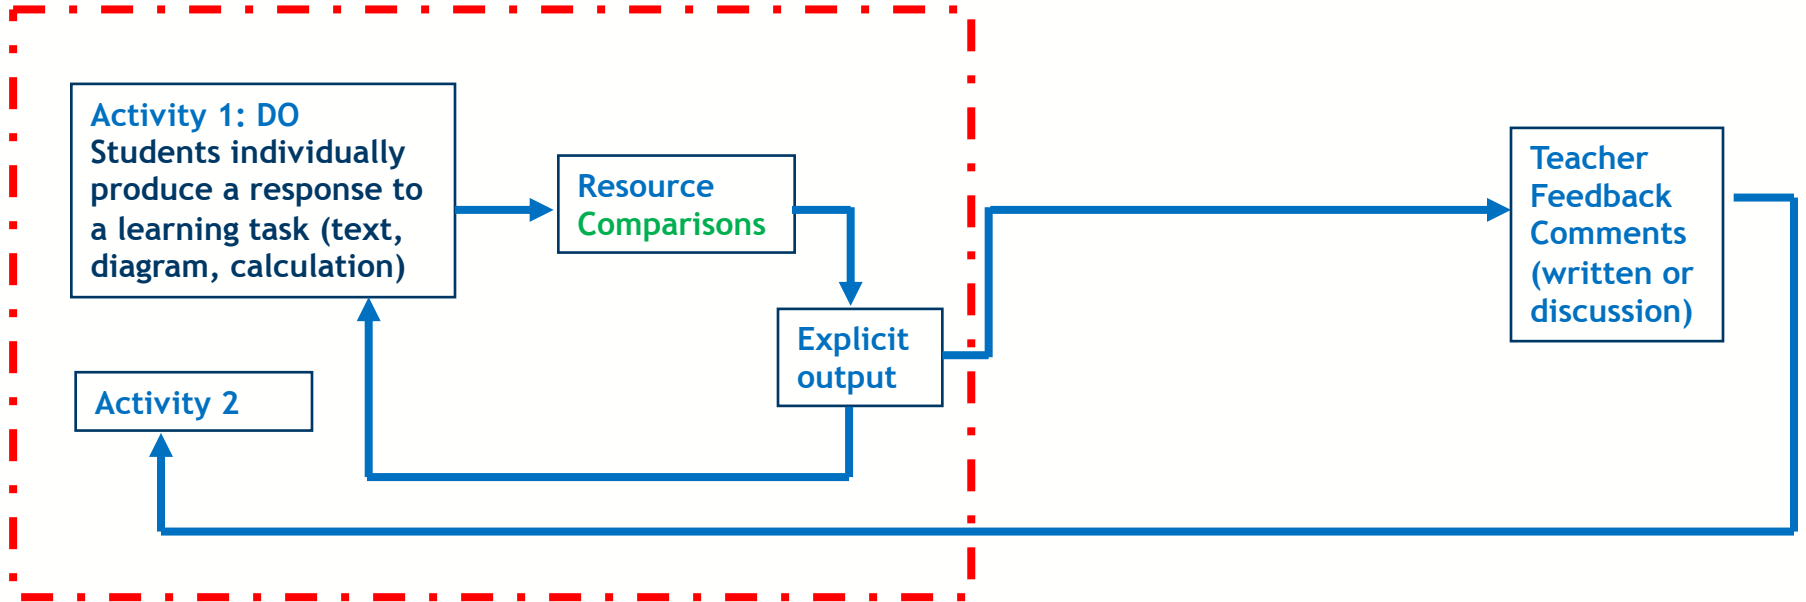 Activity 1: DO
Students individually
produce a response to
a learning task (text,
diagram, calculation)
Resource
Comparisons
Explicit
output
Activity 2
Teacher
Feedback
Comments
(written or
discussion)